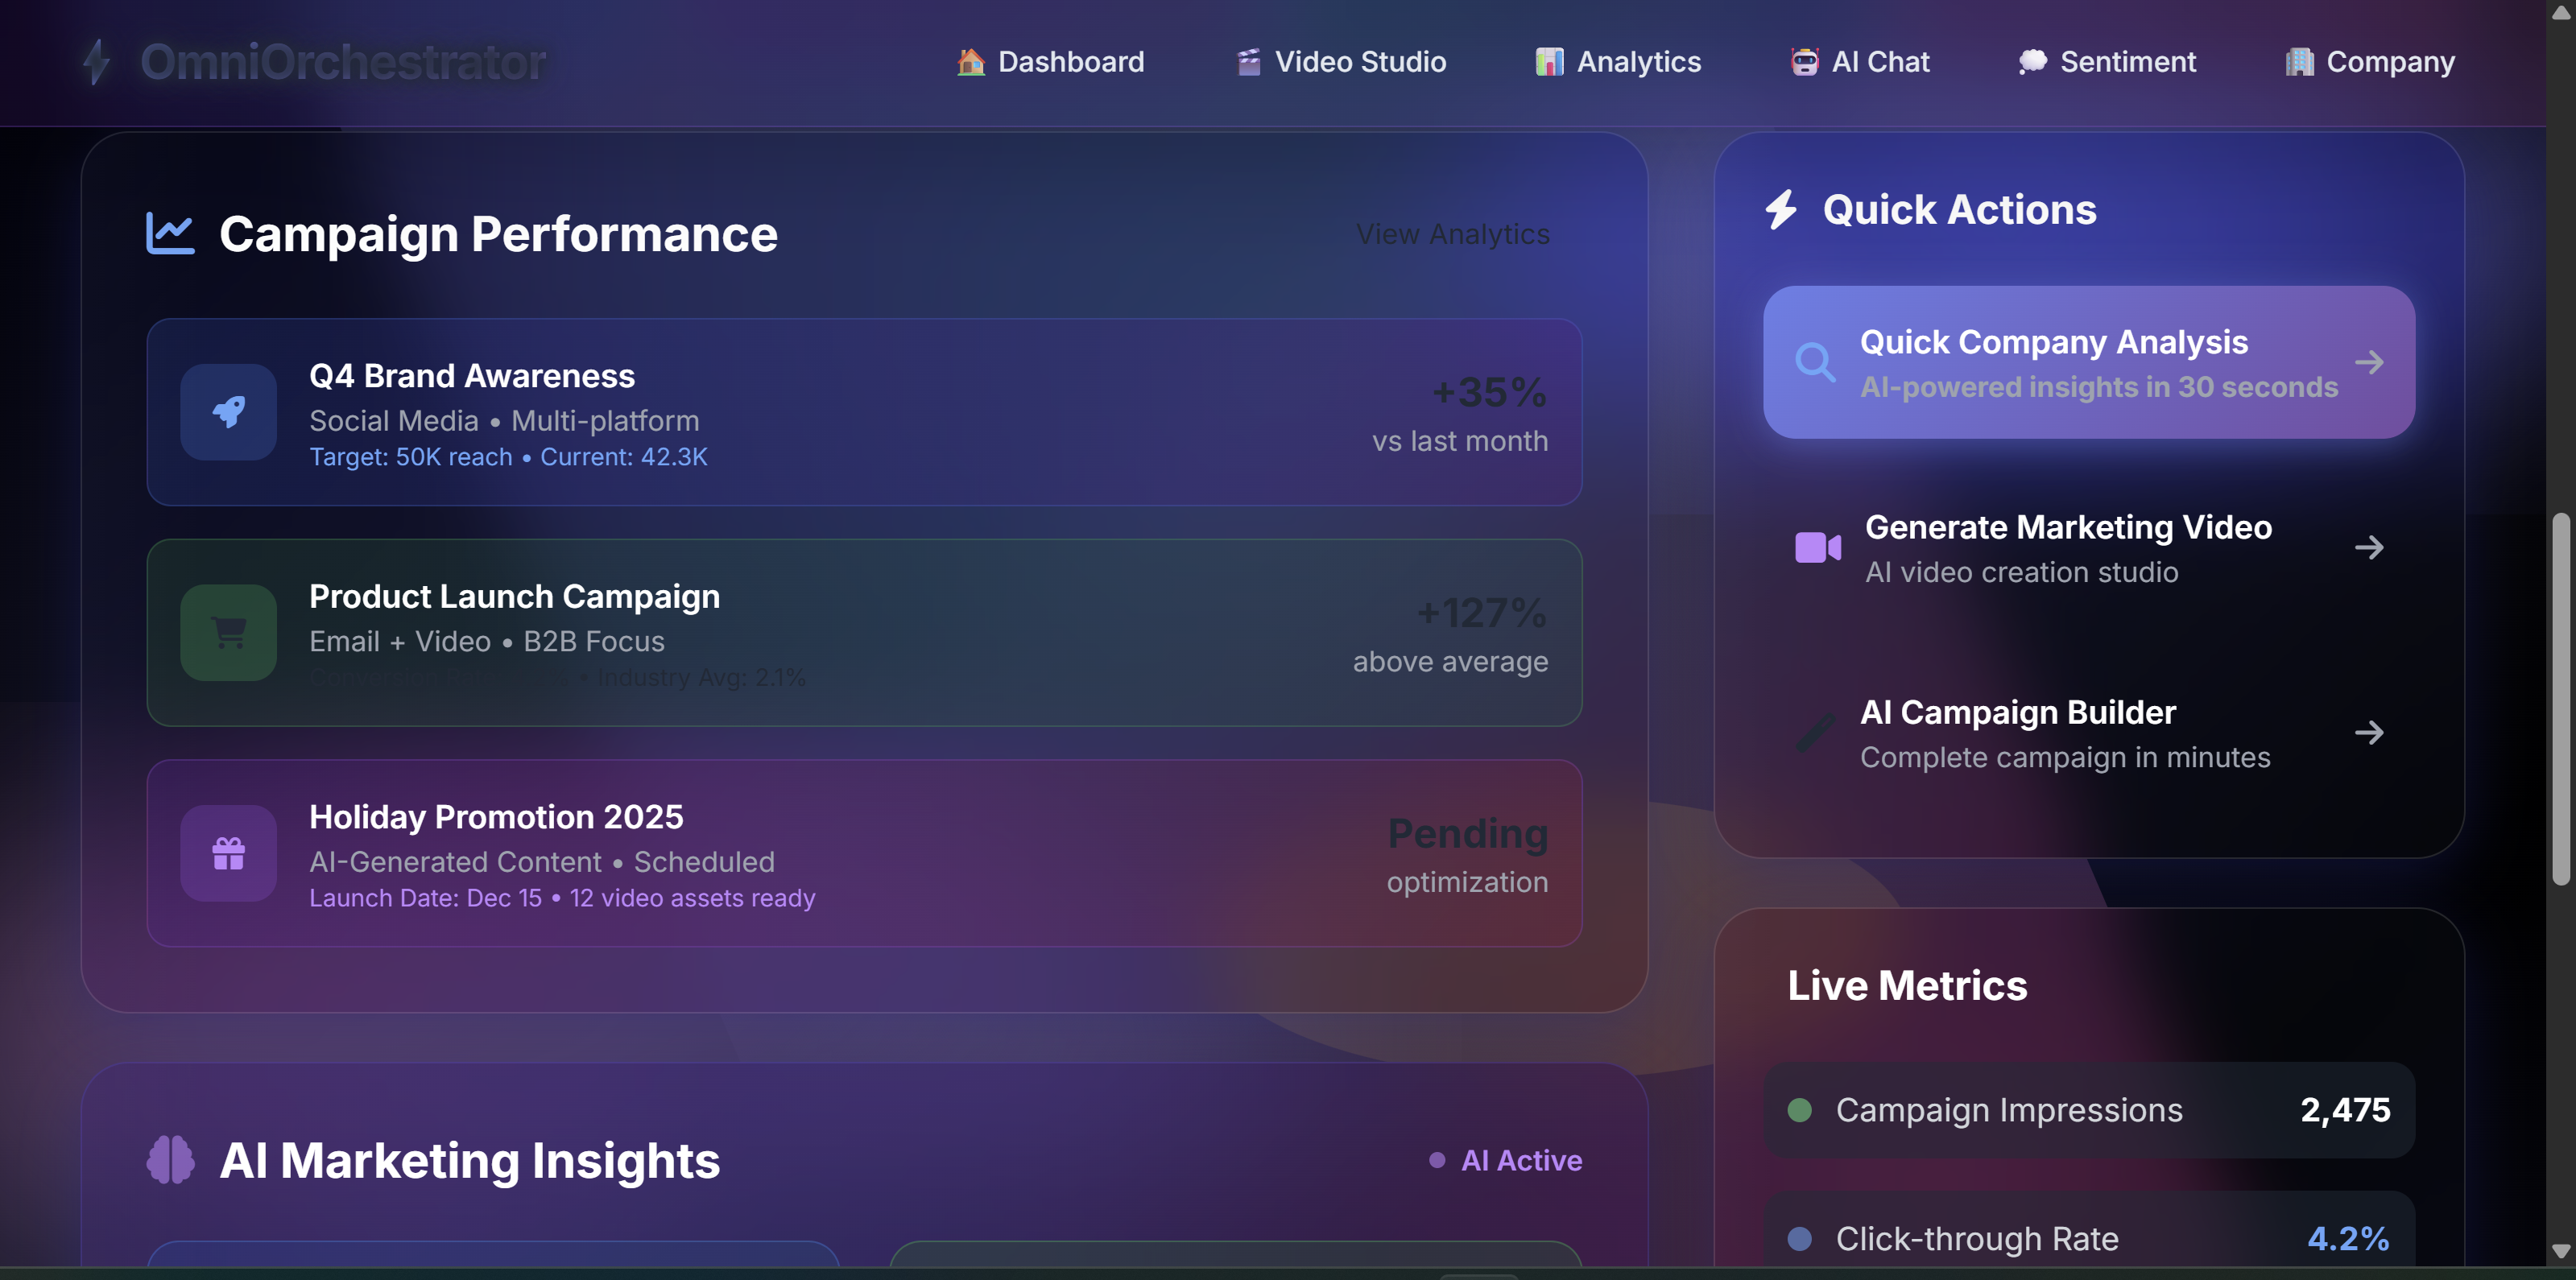 OmniOrchestrator
Dashboard
Video Studio
Analytics
AI Chat
Sentiment
Company
Campaign Performance
View Analytics
Q4 Brand Awareness
Social Media • Multi-platform
Target: 50K reach • Current: 42.3K
+35%
vs last month
Product Launch Campaign
Email + Video • B2B Focus
• Industry Avg: 2.1%
+127%
above average
Holiday Promotion 2025
AI-Generated Content • Scheduled
Launch Date: Dec 15 • 12 video assets ready
Pending
optimization
AI Marketing Insights
AI Active
Quick Actions
Quick Company Analysis
AI-powered insights in 30 seconds
Generate Marketing Video
AI video creation studio
AI Campaign Builder
Complete campaign in minutes
Live Metrics
Campaign Impressions
2,475
Click-through Rate
4.2%